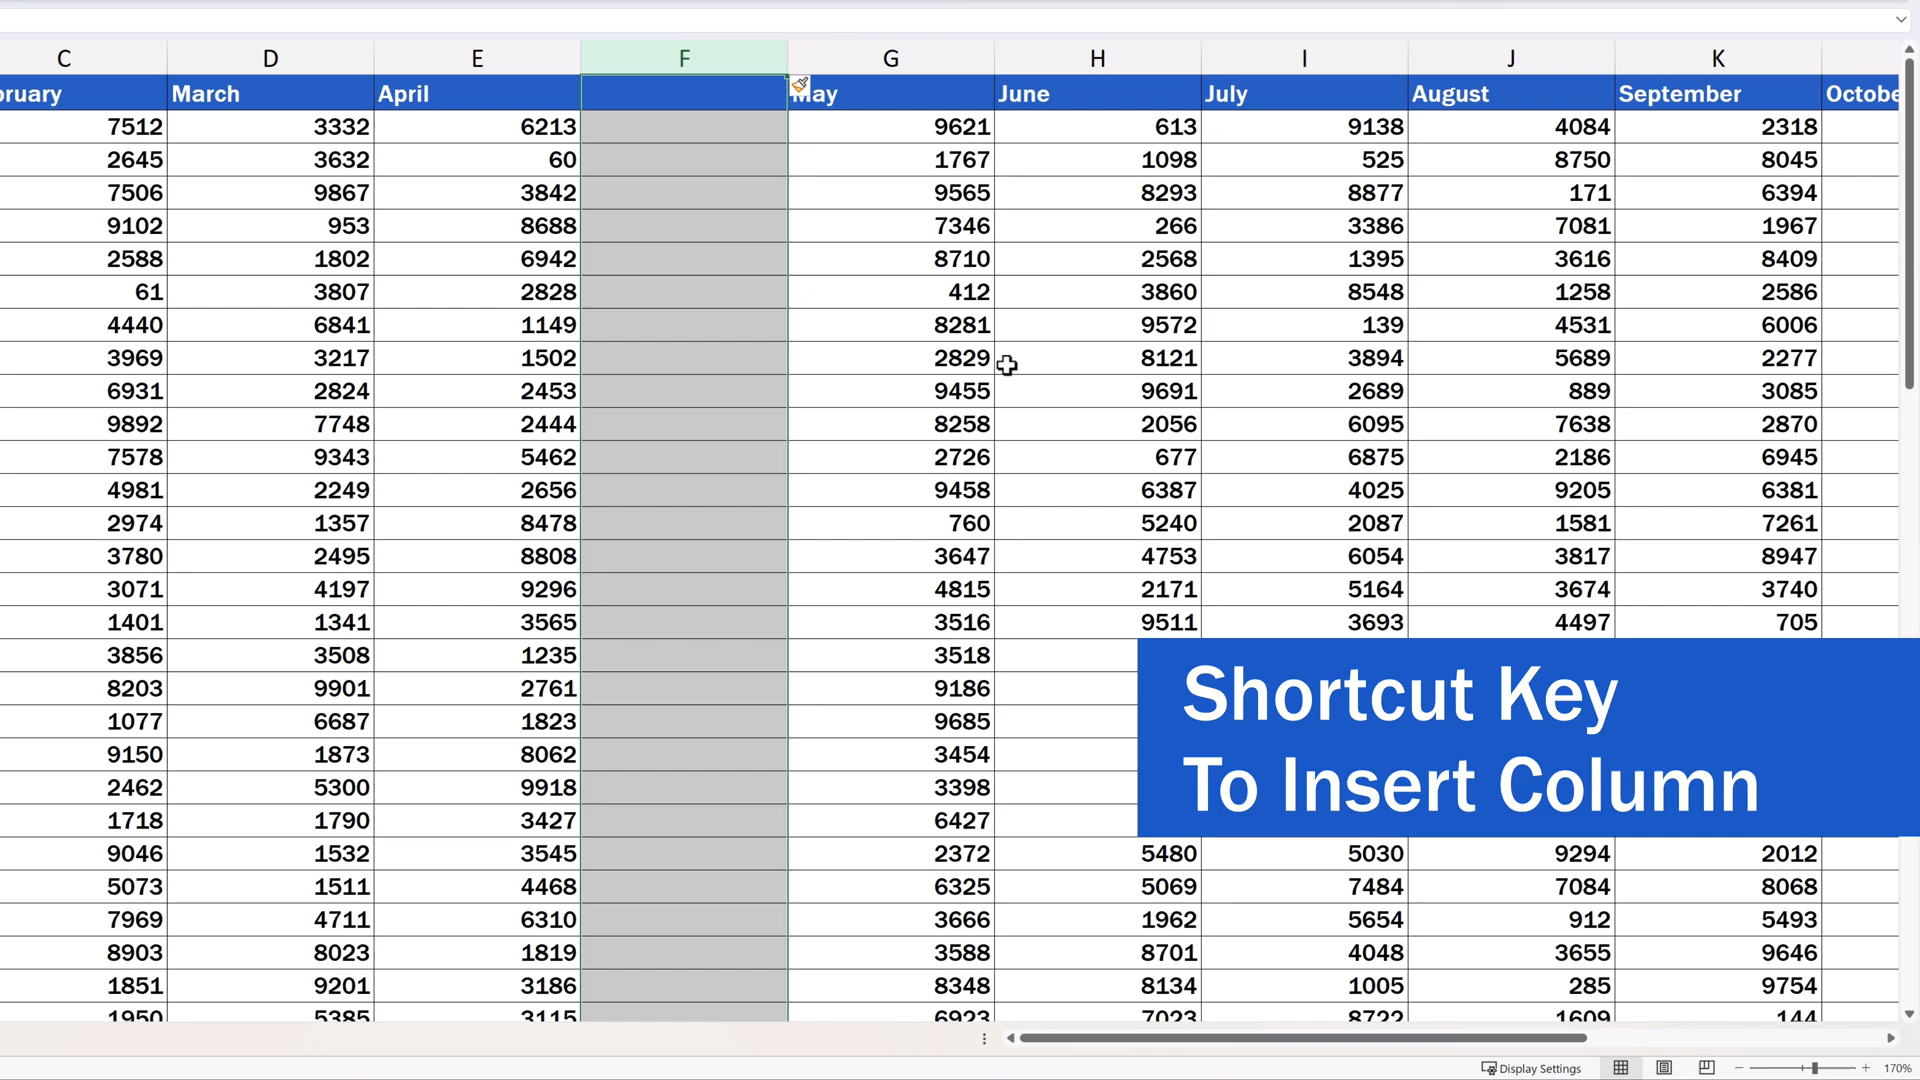 C D E F G H I J K
bruary March April May June July August September Octobe
7512 3332 6213 9621 613 9138 4084 2318
2645 3632 60 1767 1098 525 8750 8045
7506 9867 3842 9565 8293 8877 171 6394
9102 953 8688 7346 266 3386 7081 1967
2588 1802 6942 8710 2568 1395 3616 8409
61 3807 2828 412 3860 8548 1258 2586
4440 6841 1149 8281 9572 139 4531 6006
3969 3217 1502 2829 8121 3894 5689 2277
6931 2824 2453 9455 9691 2689 889 3085
9892 7748 2444 8258 2056 6095 7638 2870
7578 9343 5462 2726 677 6875 2186 6945
4981 2249 2656 9458 6387 4025 9205 6381
2974 1357 8478 760 5240 2087 1581 7261
3780 2495 8808 3647 4753 6054 3817 8947
3071 4197 9296 4815 2171 5164 3674 3740
1401 1341 3565 3516 9511 3693 4497 705
3856 3508 1235 3518
8203 9901 2761 9186
1077 6687 1823 9685
9150 1873 8062 3454
2462 5300 9918 3398
1718 1790 3427 6427
Shortcut Key
To Insert Column
9046 1532 3545 2372 5480 5030 9294 2012
5073 1511 4468 6325 5069 7484 7084 8068
7969 4711 6310 3666 1962 5654 912 5493
8903 8023 1819 3588 8701 4048 3655 9646
1851 9201 3186 8348 8134 1005 285 9754
1950 5385 3115 6923 7023 8722 1609 144
Display Settings 170%